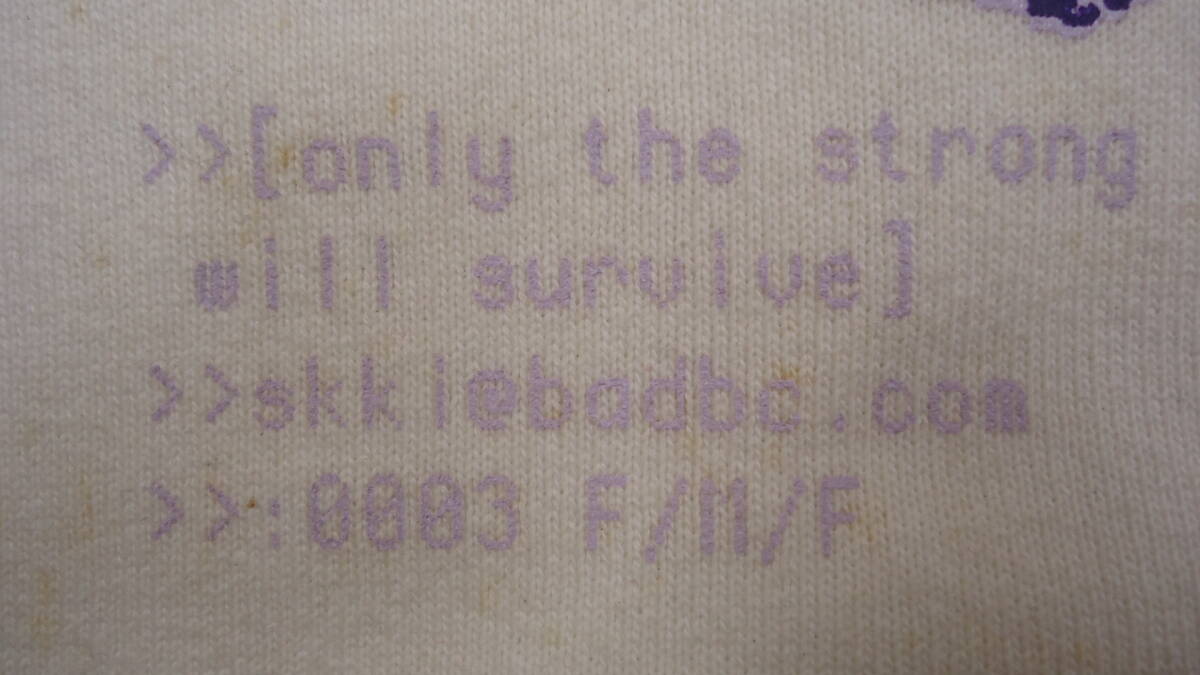 >>[only the strong
will survive]
>>skki@badbc.com
>>:0003 F/M/F